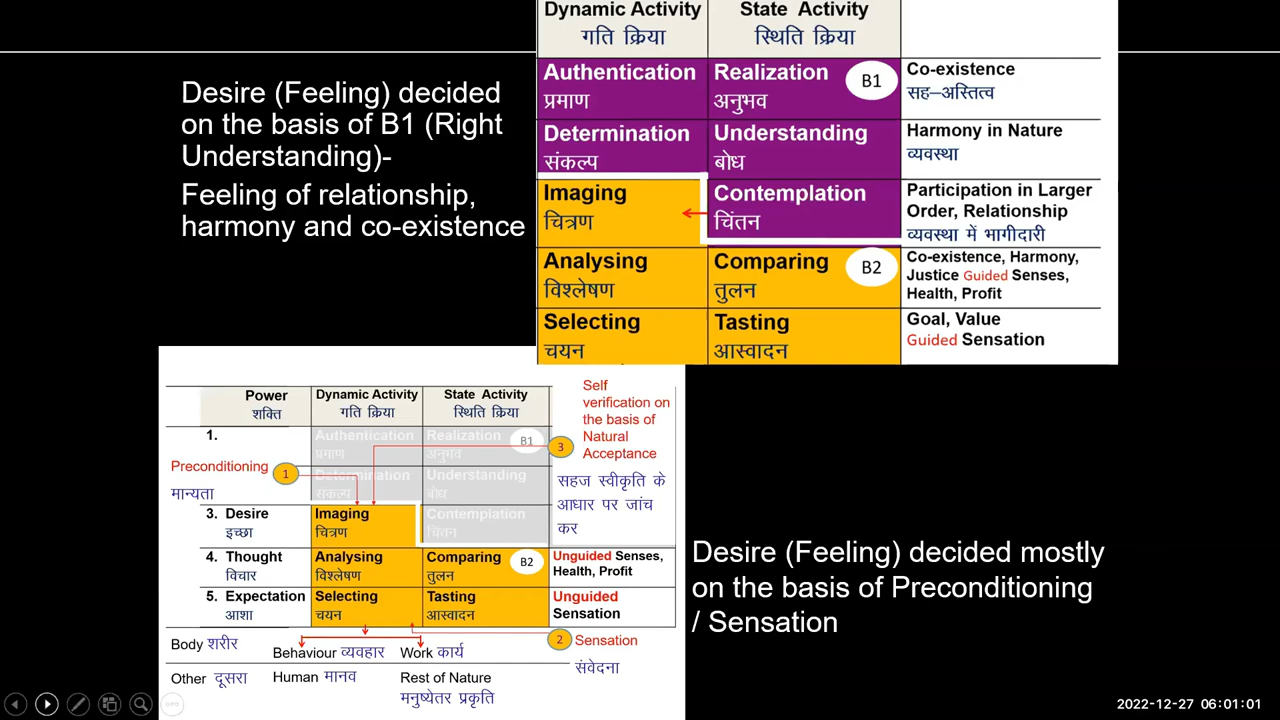 Desire (Feeling) decided
on the basis of B1 (Right
Understanding)-
Feeling of relationship,
harmony and co-existence
Dynamic Activity State Activity
गति क्रिया स्थिति क्रिया
Authentication Realization B1 Co-existence
प्रमाण अनुभव सह–अस्तित्व
Determination Understanding Harmony in Nature
संकल्प बोध व्यवस्था
Imaging Contemplation Participation in Larger
Order, Relationship
चित्रण चिंतन व्यवस्था में भागीदारी
Analysing Comparing B2 Co-existence, Harmony,
Justice Guided Senses,
विश्लेषण तुलन Health, Profit
Selecting Tasting Goal, Value
चयन आस्वादन Guided Sensation
Power Dynamic Activity State Activity
शक्ति गति क्रिया स्थिति क्रिया
Self
verification on
the basis of
Natural
Acceptance
3
सहज स्वीकृति के
आधार पर जांच
कर
1. Authentication Realization B1
प्रमाण अनुभव
Preconditioning 1 Determination Understanding
मान्यता संकल्प बोध
3. Desire Imaging Contemplation
इच्छा चित्रण चिंतन
4. Thought Analysing Comparing B2 Unguided Senses,
विचार विश्लेषण तुलन Health, Profit
5. Expectation Selecting Tasting Unguided
आशा चयन आस्वादन Sensation
Body शरीर Behaviour व्यवहार Work कार्य 2 Sensation
संवेदना
Other दूसरा Human मानव Rest of Nature
मनुष्येतर प्रकृति
Desire (Feeling) decided mostly
on the basis of Preconditioning
/ Sensation
2022-12-27 06:01:01